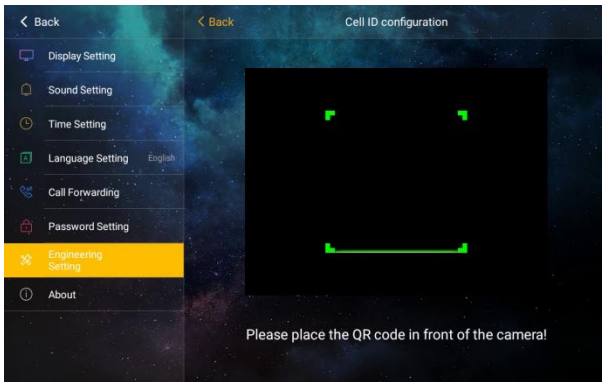 Back
Display Setting
Sound Setting
Time Setting
Language Setting English
Call Forwarding
Password Setting
Engineering
Setting
About
Back
Cell ID configuration
Please place the QR code in front of the camera!